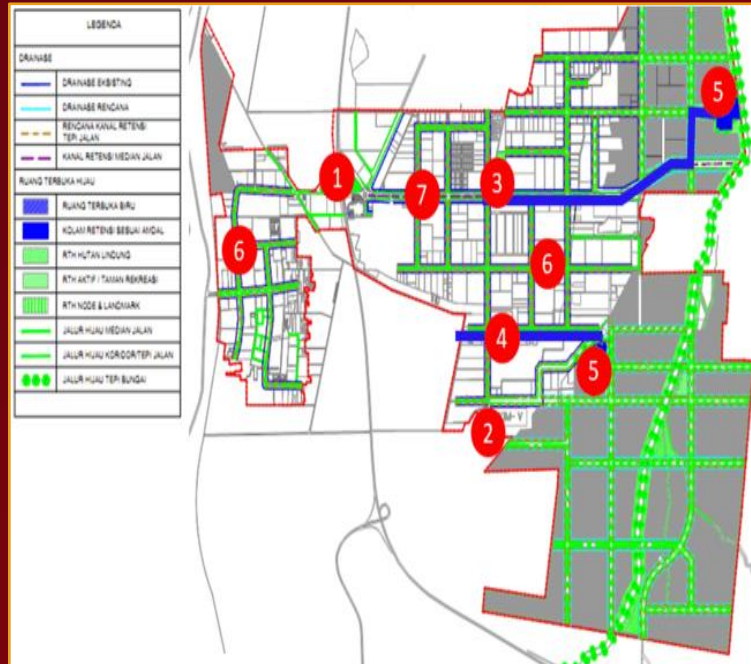 LEGENDA
DRAINASE
DRAINASE EKSISTING
DRAINASE RENCANA
RENCANA KANAL RETENSI
TEPI JALAN
KANAL RETENSI MEDIAN JALAN
RUANG TERBUKA HIJAU
RUANG TERBUKA BIRU
KOLAM RETENSI SESUAI AMDAL
RTH HUTAN LINDUNG
RTH AKTIF / TAMAN REKREASI
RTH NODE & LANDMARK
JALUR HIJAU MEDIAN JALAN
JALUR HIJAU KORIDOR/TEPI JALAN
JALUR HIJAU TEPI SUNGAI
5
1
3
7
6
6
4
5
2